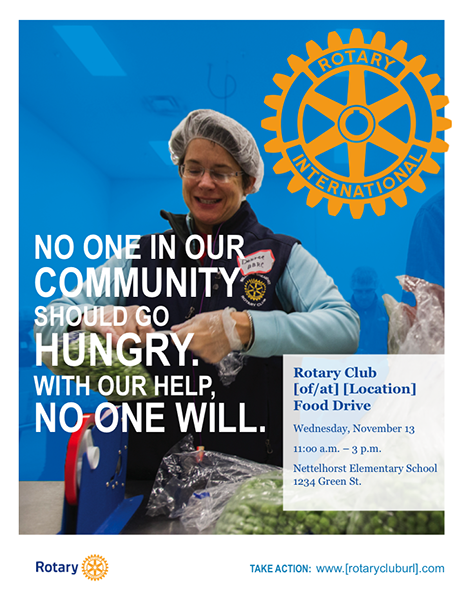 ROTARY
INTERNATIONAL
NO ONE IN OUR
COMMUNITY
SHOULD GO
HUNGRY.
WITH OUR HELP,
NO ONE WILL.
Rotary Club
[of/at] [Location]
Food Drive
Wednesday, November 13
11:00 a.m. – 3 p.m.
Nettelhorst Elementary School
1234 Green St.
Rotary
TAKE ACTION: www.[rotarycluburl].com